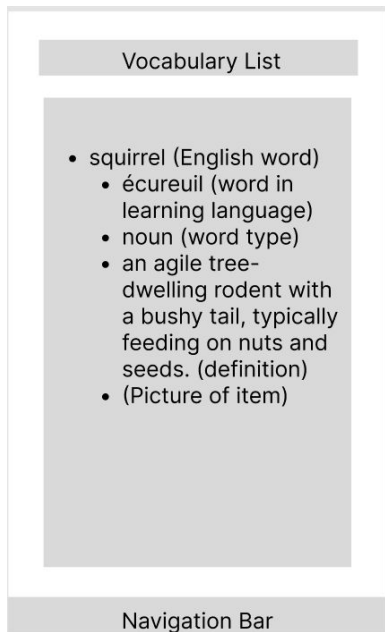 Vocabulary List
• squirrel (English word)
• écureuil (word in
learning language)
• noun (word type)
• an agile tree-
dwelling rodent with
a bushy tail, typically
feeding on nuts and
seeds. (definition)
• (Picture of item)
Navigation Bar